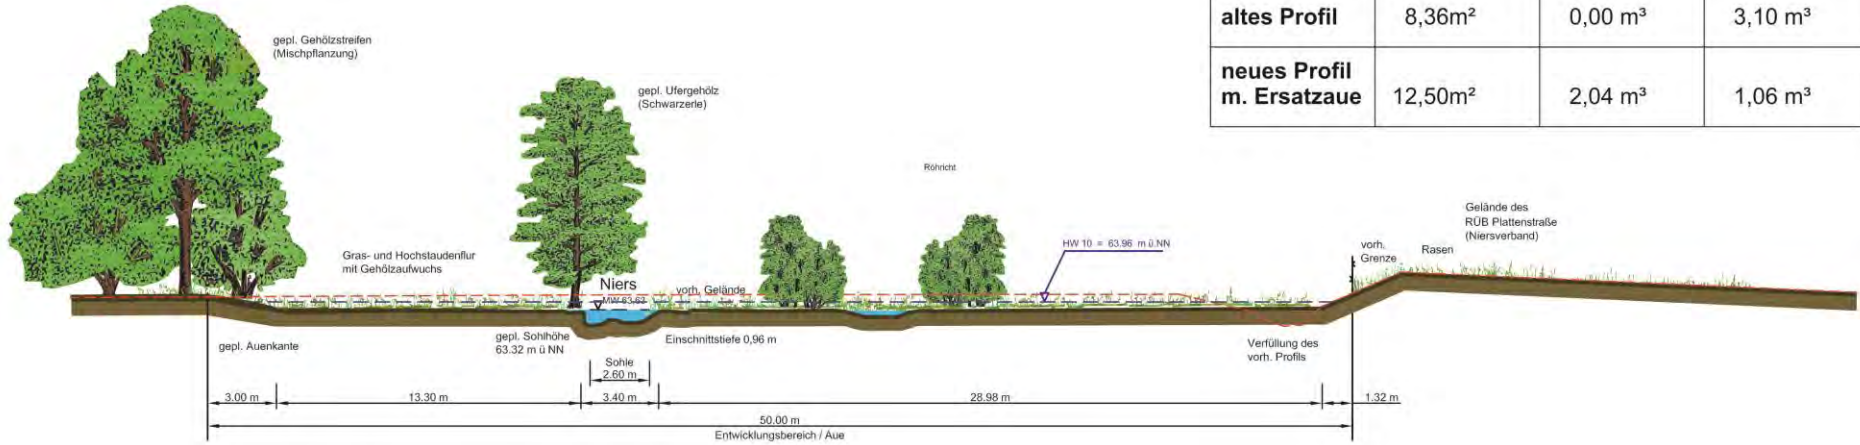 altes Profil 8,36m² 0,00 m³ 3,10 m³
neues Profil
m. Ersatzaue 12,50m² 2,04 m³ 1,06 m³
gepl. Gehölzstreifen
(Mischpflanzung)
gepl. Ufergehölz
(Schwarzerle)
Röhricht
Gelände des
RÜB Plattenstraße
(Niersverband)
HW 10 = 63.96 m ü.NN
vorh.
Grenze
Rasen
Gras- und Hochstaudenflur
mit Gehölzaufwuchs
Niers
vorh. Gelände
MW 63.63
gepl. Auenkante
gepl. Sohlhöhe
63.32 m ü NN
Einschnittstiefe 0,96 m
Verfüllung des
vorh. Profils
Sohle
2.60 m
3.00 m 13.30 m 3.40 m 28.98 m 1.32 m
50.00 m
Entwicklungsbereich / Aue